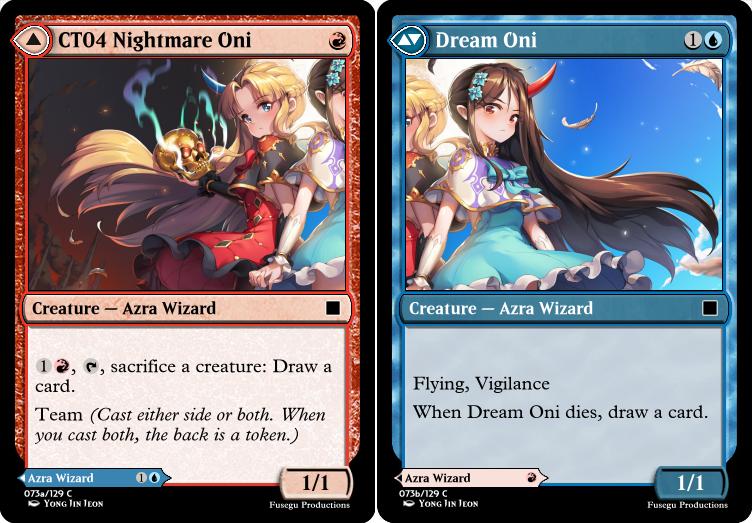 CT04 Nightmare Oni
Creature — Azra Wizard
1, , sacrifice a creature: Draw a
card.
Team (Cast either side or both. When
you cast both, the back is a token.)
Azra Wizard 1
1/1
073a/129 C
Yong Jin Jeon
Fusegu Productions
Dream Oni 1
Creature — Azra Wizard
Flying, Vigilance
When Dream Oni dies, draw a card.
Azra Wizard
1/1
073b/129 C
Yong Jin Jeon
Fusegu Productions